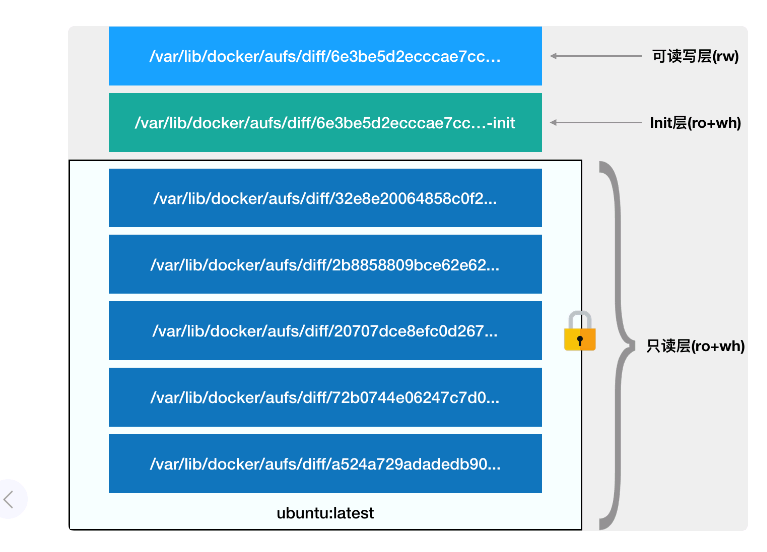 /var/lib/docker/aufs/diff/6e3be5d2ecccae7cc...
可读写层(rw)
/var/lib/docker/aufs/diff/6e3be5d2ecccae7cc...-init
Init层(ro+wh)
/var/lib/docker/aufs/diff/32e8e20064858c0f2...
/var/lib/docker/aufs/diff/2b8858809bce62e62...
/var/lib/docker/aufs/diff/20707dce8efc0d267...
只读层(ro+wh)
/var/lib/docker/aufs/diff/72b0744e06247c7d0...
/var/lib/docker/aufs/diff/a524a729adadedb90...
ubuntu:latest